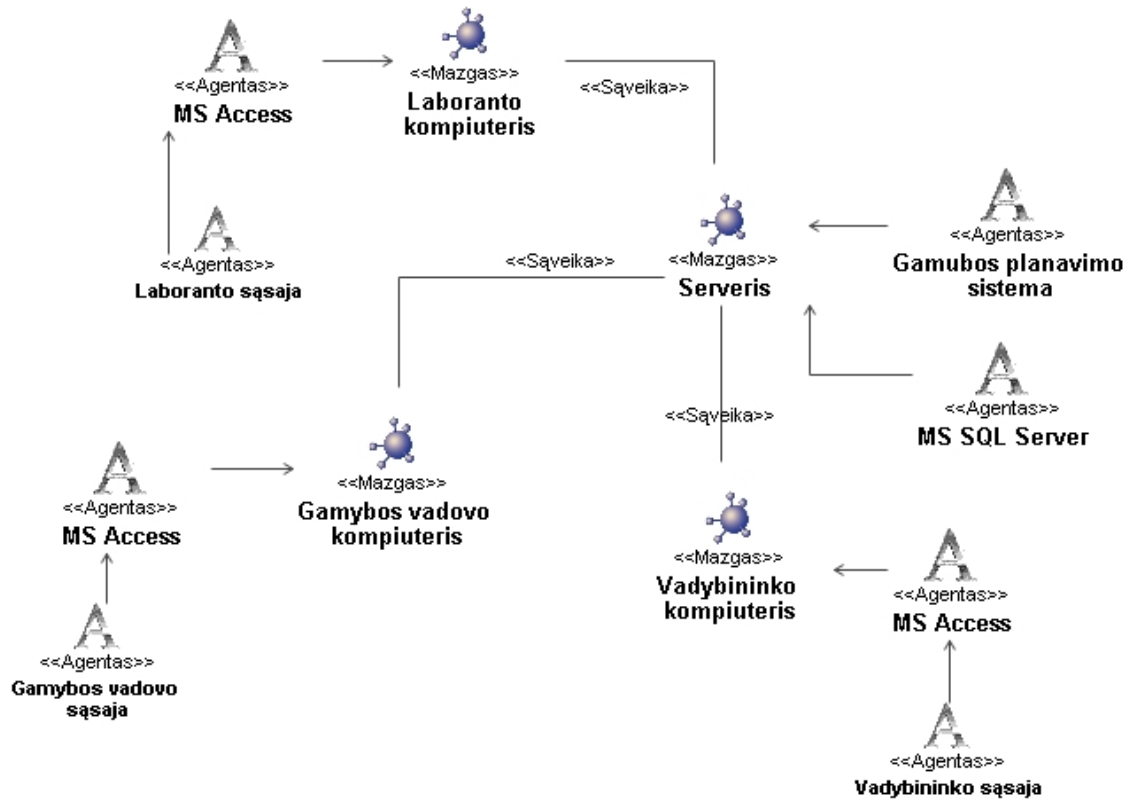 <<Agentas>>
MS Access
<<Mazgas>>
Laboranto
kompiuteris
<<Sąveika>>
<<Agentas>>
Laboranto sąsaja
<<Sąveika>>
<<Mazgas>>
Serveris
<<Agentas>>
Gamubos planavimo
sistema
<<Agentas>>
MS SQL Server
<<Sąveika>>
<<Agentas>>
MS Access
<<Mazgas>>
Gamybos vadovo
kompiuteris
<<Mazgas>>
Vadybininko
kompiuteris
<<Agentas>>
MS Access
<<Agentas>>
Gamybos vadovo
sąsaja
<<Agentas>>
Vadybininko sąsaja